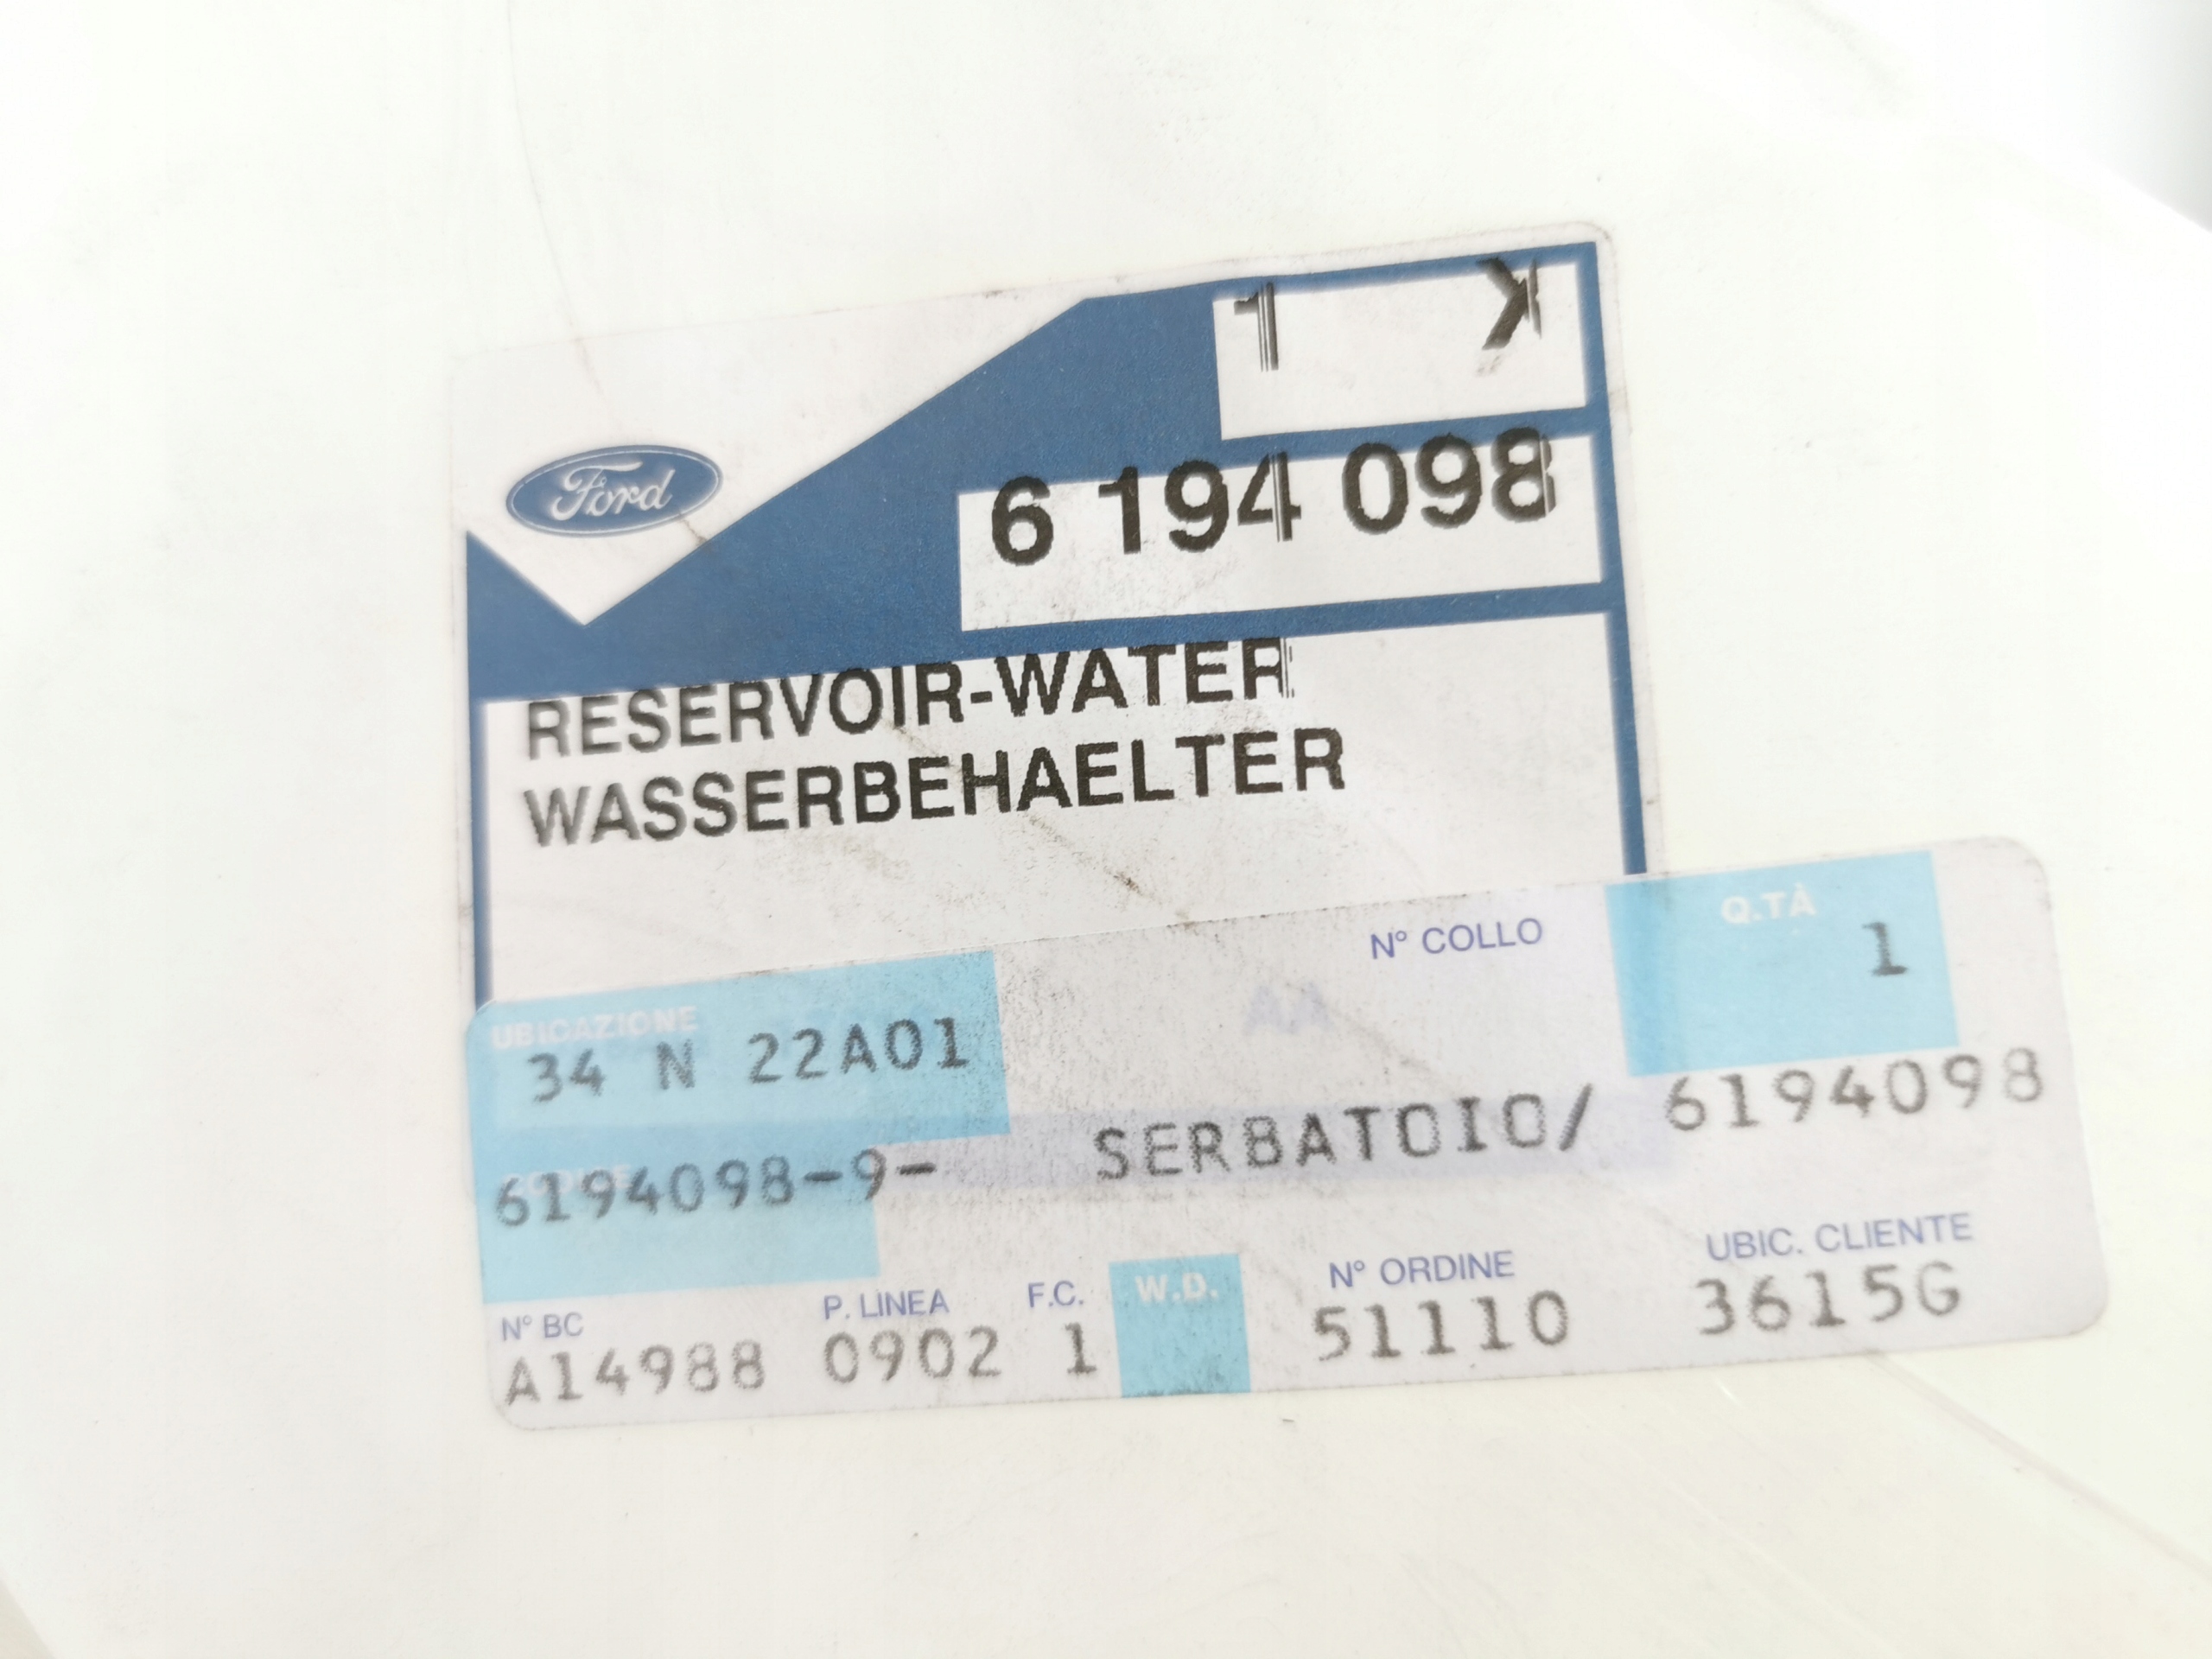 1 X
Ford
6 194 098
RESERVOIR-WATER
WASSERBEHAELTER
N° COLLO
Q.TÀ
1
UBICAZIONE
34 N 22A01
CODICE
6194098-9- SERBATOIO/ 6194098
N° BC P. LINEA F.C. W.D. N° ORDINE UBIC. CLIENTE
A14988 0902 1 51110 3615G